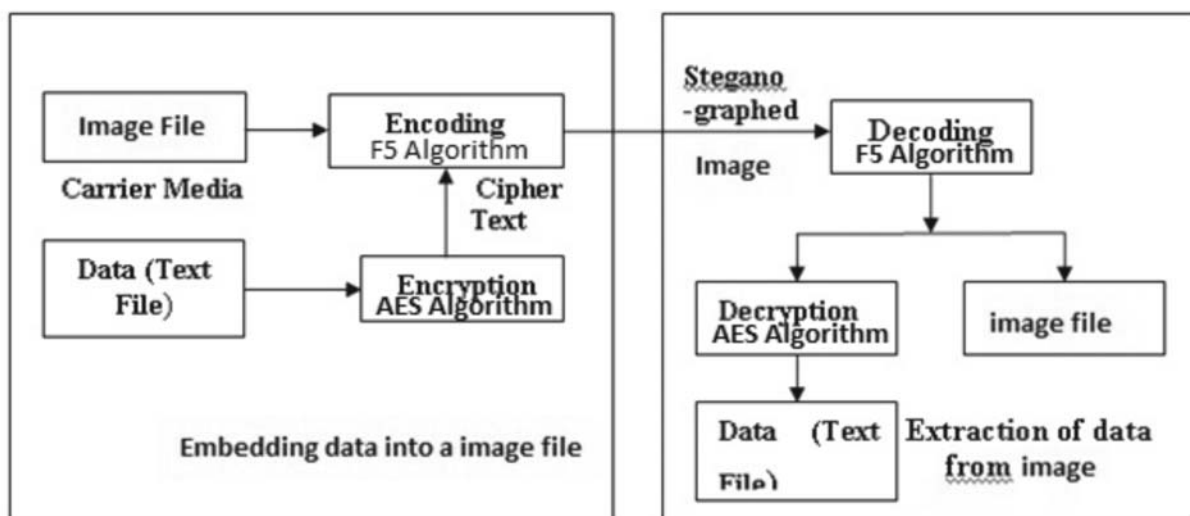 Image File
Carrier Media
Encoding
F5 Algorithm
Cipher
Text
Data (Text
File)
Encryption
AES Algorithm
Embedding data into a image file
Stegano
-graphed
Image
Decoding
F5 Algorithm
Decryption
AES Algorithm
image file
Data (Text
File)
Extraction of data
from image